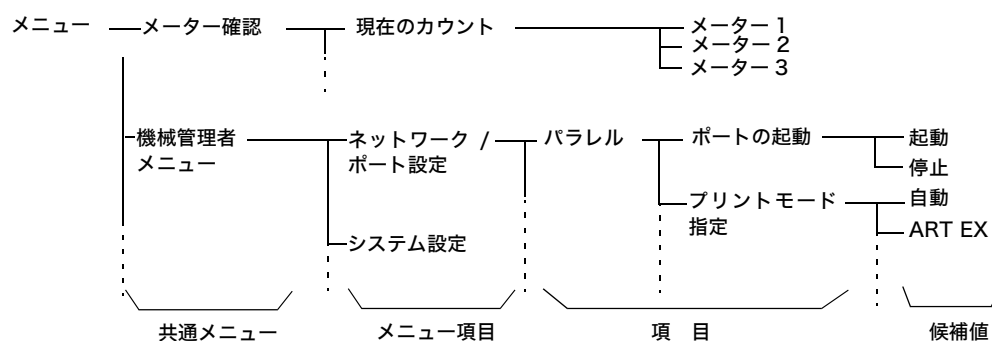 メニュー メーター確認 現在のカウント メーター1
メーター2
メーター3
機械管理者 ネットワーク / パラレル ポートの起動 起動
メニュー ポート設定 停止
プリントモード 自動
指定 ART EX
システム設定
共通メニュー メニュー項目 項 目 候補値